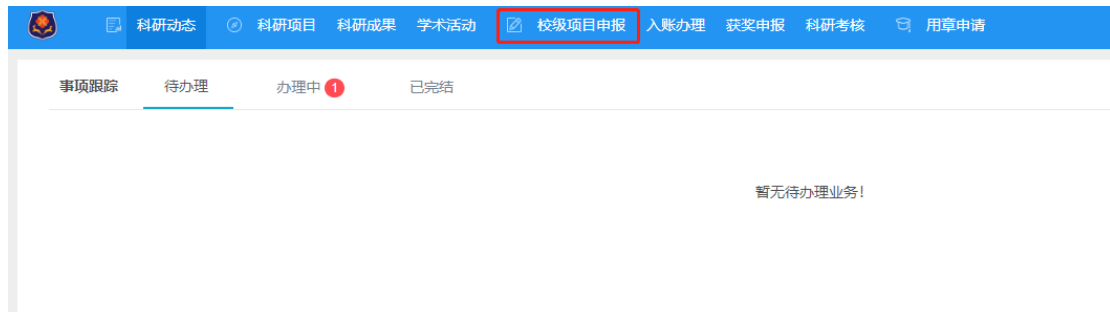 科研动态 科研项目 科研成果 学术活动 校级项目申报 入账办理 获奖申报 科研考核 用章申请
事项跟踪 待办理 办理中 1 已完结
暂无待办理业务!